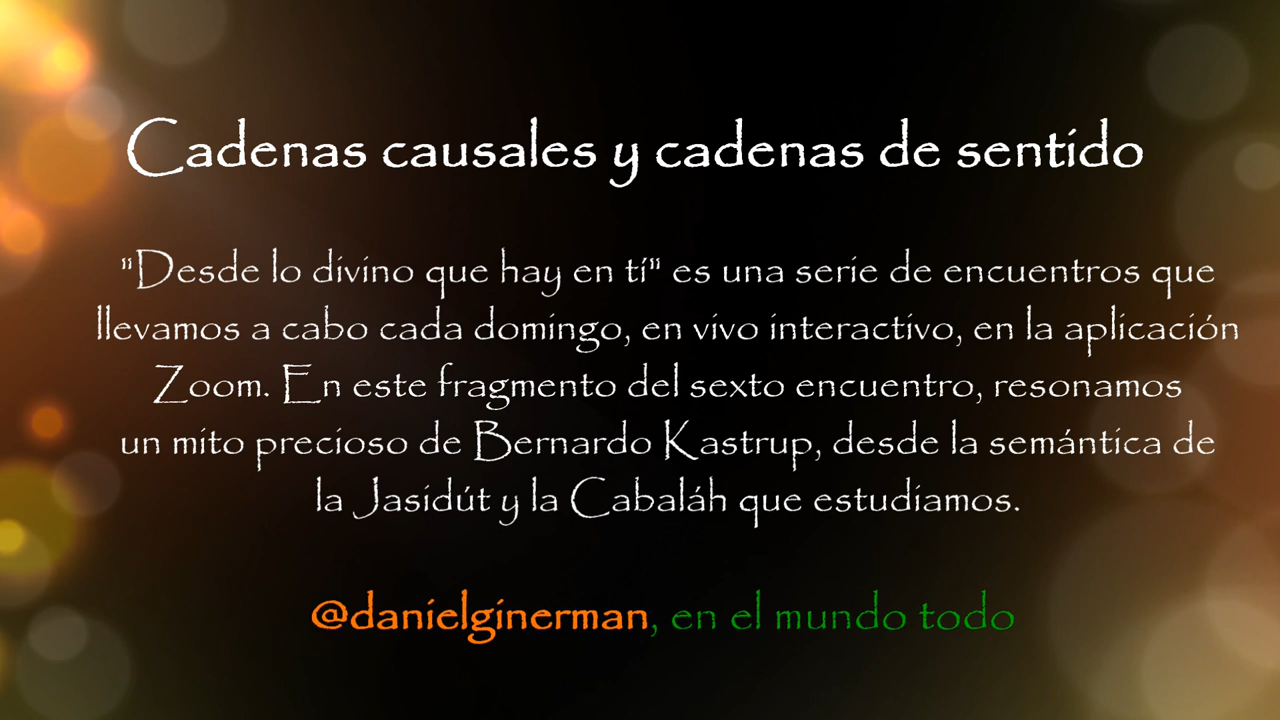 Cadenas causales y cadenas de sentido
"Desde lo divino que hay en tí" es una serie de encuentros que
llevamos a cabo cada domingo, en vivo interactivo, en la aplicación
Zoom. En este fragmento del sexto encuentro, resonamos
un mito precioso de Bernardo Kastrup, desde la semántica de
la Jasidút y la Cabaláh que estudiamos.
@danielginerman, en el mundo todo